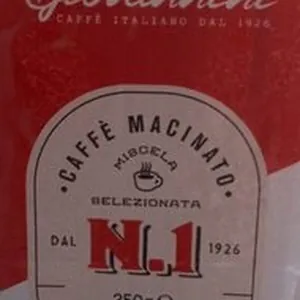 CAFFÈ ITALIANO DAL 1926
• CAFFÈ MACINATO •
MISCELA
SELEZIONATA
DAL N.1 1926